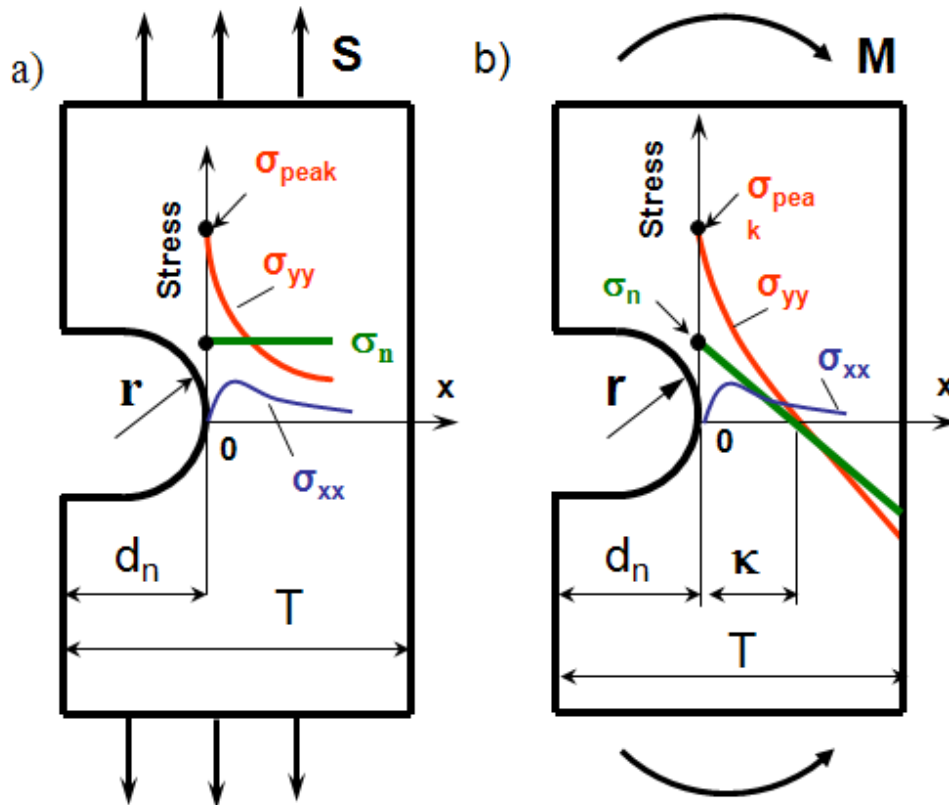 a)
S
σpeak
Stress
σyy
σn
r
x
0
σxx
dn
T
b)
M
Stress
σpea
k
σn
σyy
σxx
r
x
0
dn
κ
T